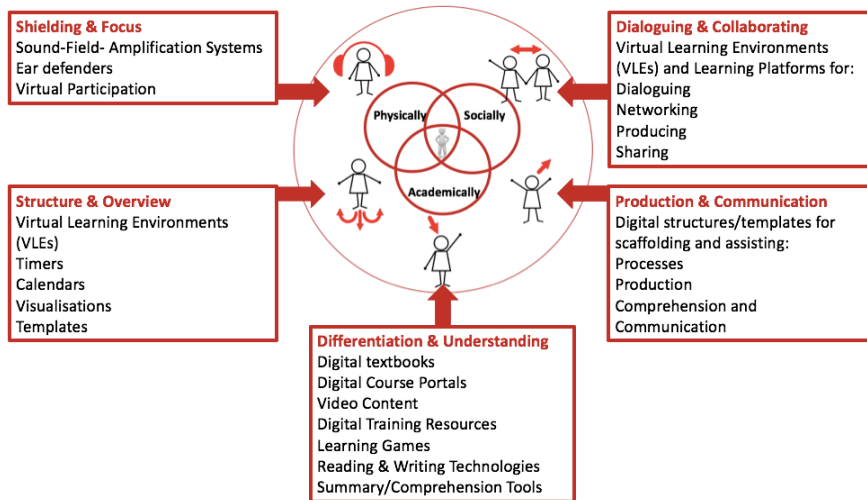 Shielding & Focus
Sound-Field- Amplification Systems
Ear defenders
Virtual Participation
Dialoguing & Collaborating
Virtual Learning Environments
(VLEs) and Learning Platforms for:
Dialoguing
Networking
Producing
Sharing
Physically
Socially
Academically
Structure & Overview
Virtual Learning Environments
(VLEs)
Timers
Calendars
Visualisations
Templates
Production & Communication
Digital structures/templates for
scaffolding and assisting:
Processes
Production
Comprehension and
Communication
Differentiation & Understanding
Digital textbooks
Digital Course Portals
Video Content
Digital Training Resources
Learning Games
Reading & Writing Technologies
Summary/Comprehension Tools